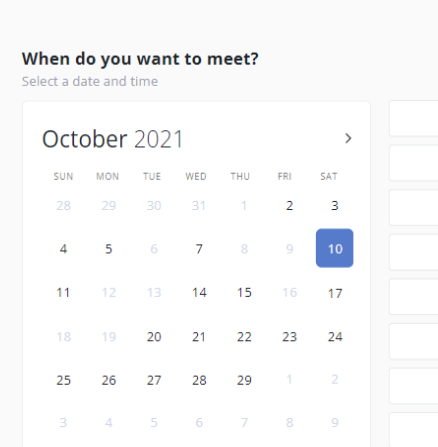 When do you want to meet?
Select a date and time
October 2021
SUN MON TUE WED THU FRI SAT
28 29 30 31 1 2 3
4 5 6 7 8 9 10
11 12 13 14 15 16 17
18 19 20 21 22 23 24
25 26 27 28 29 1 2
3 4 5 6 7 8 9